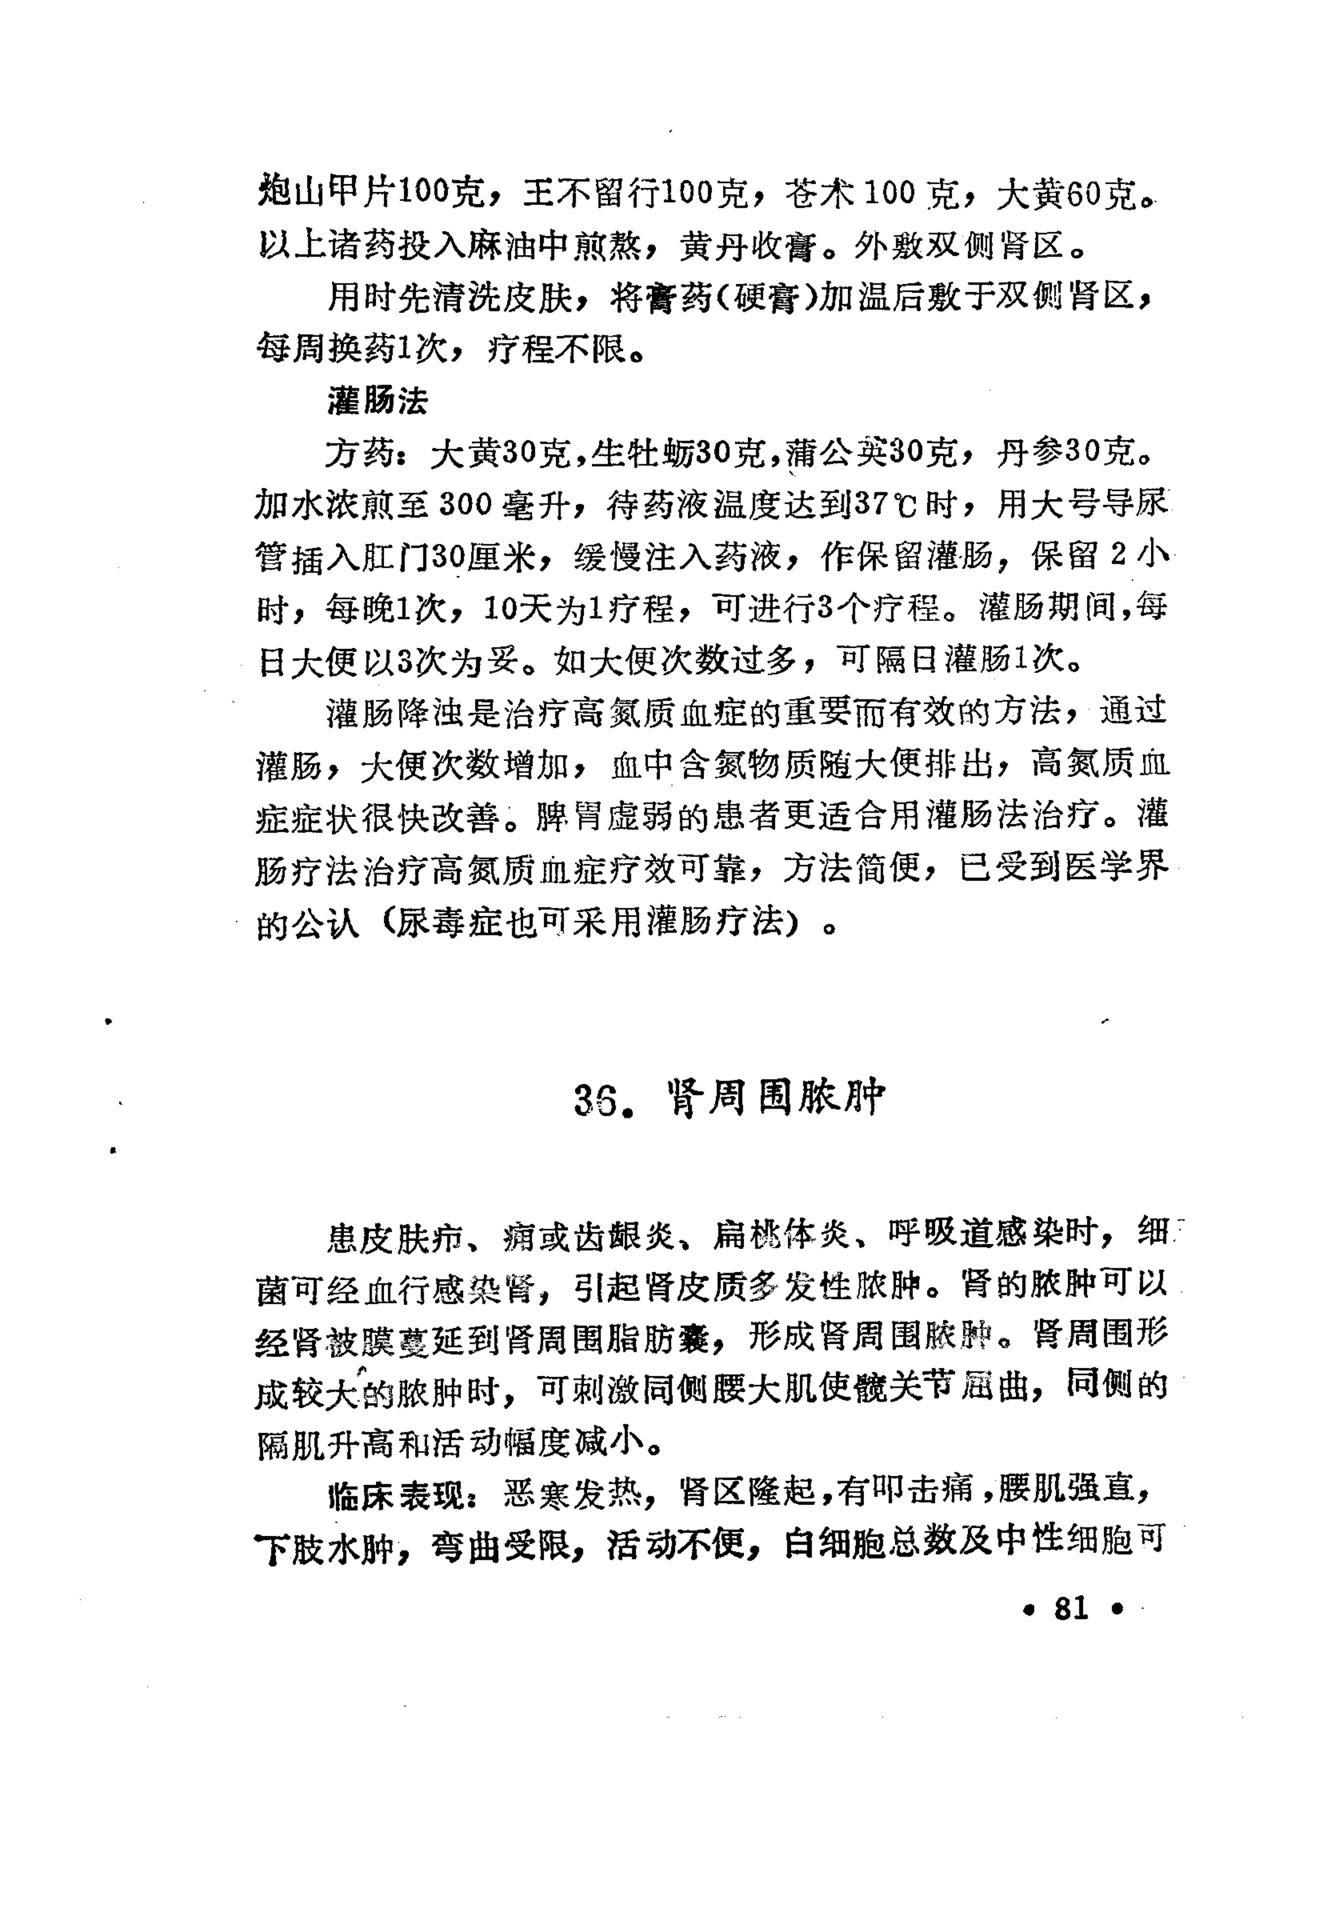 炮山甲片100克，王不留行100克，苍术100克，大黄60克。
以上诸药投入麻油中煎熬，黄丹收膏。外敷双侧肾区。
用时先清洗皮肤，将膏药(硬膏)加温后敷于双侧肾区，
每周换药1次，疗程不限。
灌肠法
方药：大黄30克，生牡蛎30克，蒲公英30克，丹参30克。
加水浓煎至300毫升，待药液温度达到37℃时，用大号导尿
管插入肛门30厘米，缓慢注入药液，作保留灌肠，保留2小
时，每晚1次，10天为1疗程，可进行3个疗程。灌肠期间，每
日大便以3次为妥。如大便次数过多，可隔日灌肠1次。
灌肠降浊是治疗高氮质血症的重要而有效的方法，通过
灌肠，大便次数增加，血中含氮物质随大便排出，高氮质血
症症状很快改善。脾胃虚弱的患者更适合用灌肠法治疗。灌
肠疗法治疗高氮质血症疗效可靠，方法简便，已受到医学界
的公认（尿毒症也可采用灌肠疗法）。
36．肾周围脓肿
患皮肤疖、痈或齿龈炎、扁桃体炎、呼吸道感染时，细
菌可经血行感染肾，引起肾皮质多发性脓肿。肾的脓肿可以
经肾被膜蔓延到肾周围脂肪囊，形成肾周围脓肿。肾周围形
成较大的脓肿时，可刺激同侧腰大肌使髋关节屈曲，同侧的
隔肌升高和活动幅度减小。
临床表现：恶寒发热，肾区隆起，有叩击痛，腰肌强直，
下肢水肿，弯曲受限，活动不便，白细胞总数及中性细胞可
• 81 •